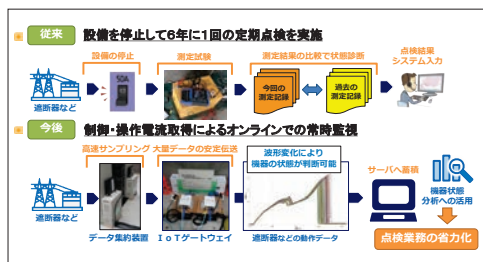 従来 設備を停止して6年に1回の定期点検を実施
設備の停止
測定試験
測定結果の比較で状態診断
点検結果
システム入力
50A
今回の
測定記録
過去の
測定記録
遮断器など
今後 制御・操作電流取得によるオンラインでの常時監視
高速サンプリング 大量データの安定伝送
波形変化により
機器の状態が判断可能
サーバへ蓄積
機器状態
分析への活用
遮断器など
データ集約装置
IoTゲートウェイ
遮断器などの動作データ
点検業務の省力化